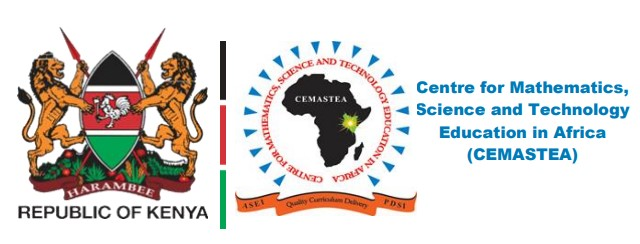 HARAMBEE
REPUBLIC OF KENYA
CENTRE FOR MATHEMATICS, SCIENCE AND TECHNOLOGY EDUCATION IN AFRICA
CEMASTEA
ASEI
Quality Curriculum Delivery
PDSI
Centre for Mathematics,
Science and Technology
Education in Africa
(CEMASTEA)